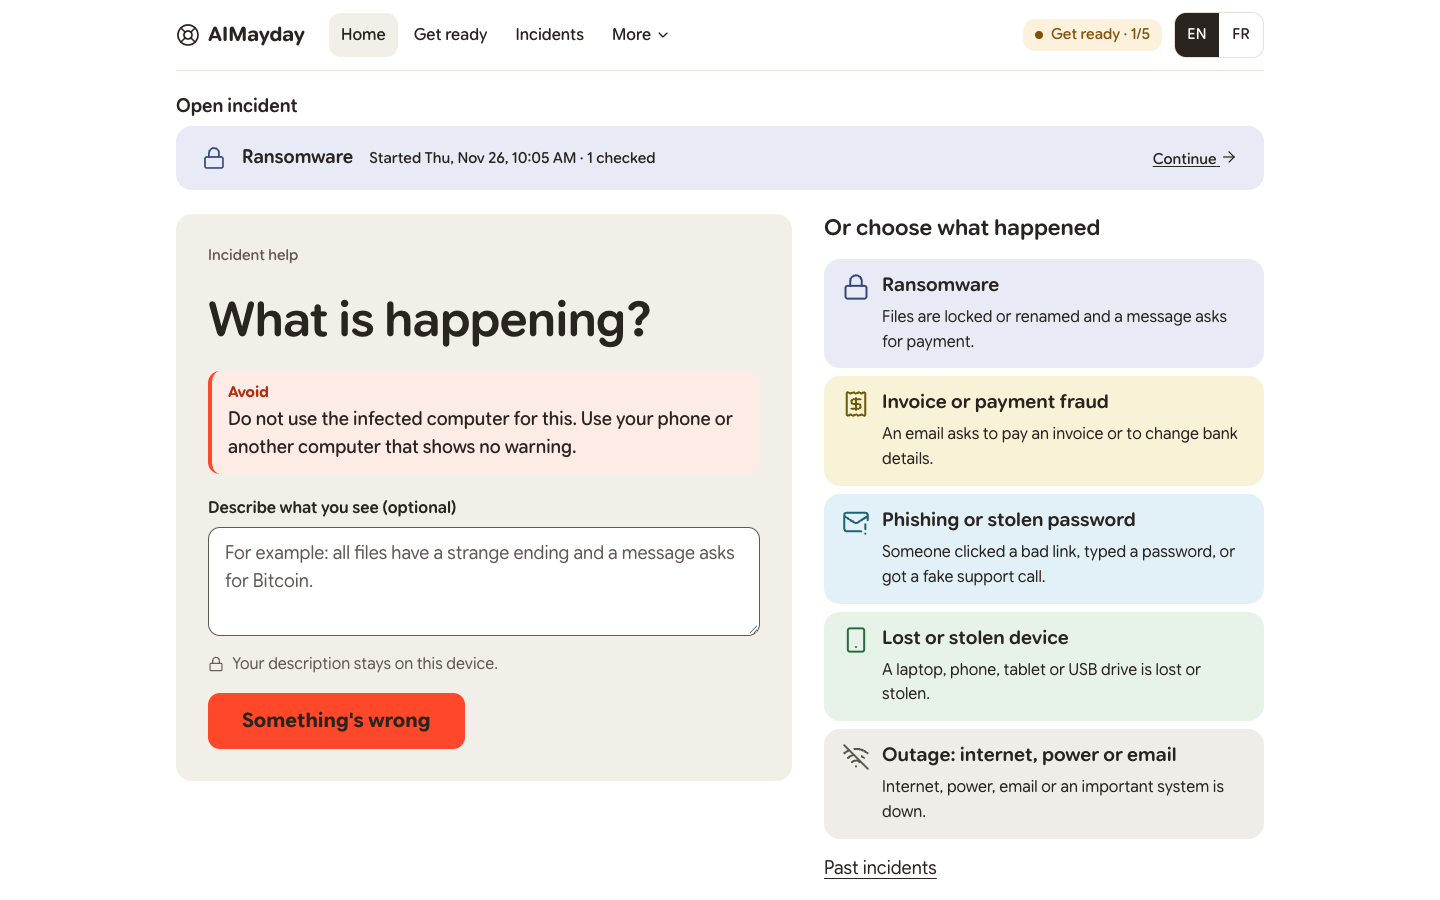 AIMayday
Home
Get ready
Incidents
More
Get ready · 1/5
EN
FR
Open incident
Ransomware
Started Thu, Nov 26, 10:05 AM · 1 checked
Continue →
Incident help
What is happening?
Avoid
Do not use the infected computer for this. Use your phone or
another computer that shows no warning.
Describe what you see (optional)
For example: all files have a strange ending and a message asks
for Bitcoin.
Your description stays on this device.
Something's wrong
Or choose what happened
Ransomware
Files are locked or renamed and a message asks
for payment.
Invoice or payment fraud
An email asks to pay an invoice or to change bank
details.
Phishing or stolen password
Someone clicked a bad link, typed a password, or
got a fake support call.
Lost or stolen device
A laptop, phone, tablet or USB drive is lost or
stolen.
Outage: internet, power or email
Internet, power, email or an important system is
down.
Past incidents